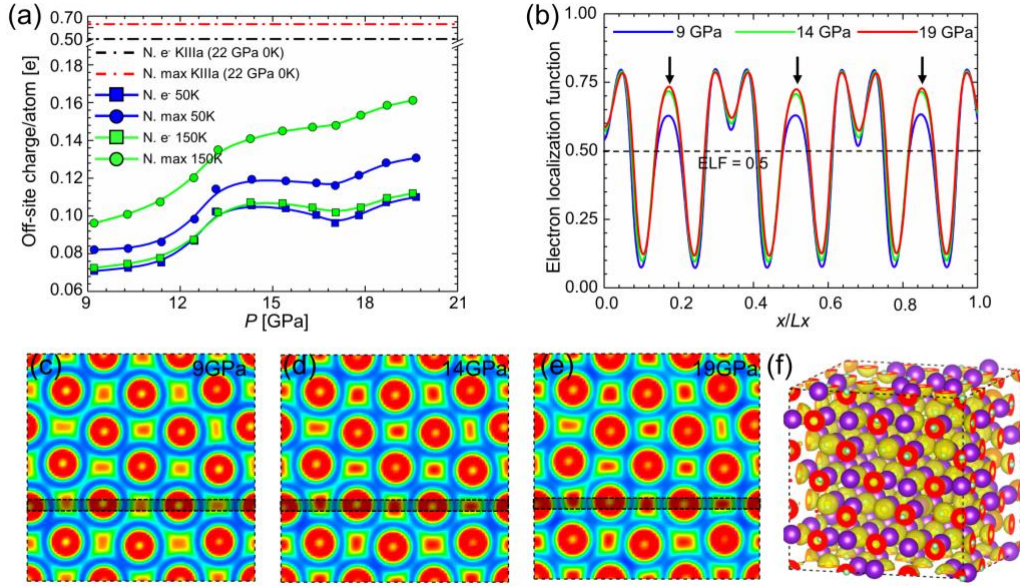 (a)
Off-site charge/atom [e]
0.50
0.16
0.14
0.12
0.10
0.08
0.06
N. e⁻ KIIIa (22 GPa 0K)
N. max KIIIa (22 GPa 0K)
N. e⁻ 50K
N. max 50K
N. e⁻ 150K
N. max 150K
9 12 15 18 21
P [GPa]
(b)
Electron localization function
1.00
0.75
0.50
0.25
0.00
9 GPa 14 GPa 19 GPa
ELF = 0.5
0.0 0.2 0.4 0.6 0.8 1.0
x/Lx
(c) 9GPa
(d) 14GPa
(e) 19GPa
(f)